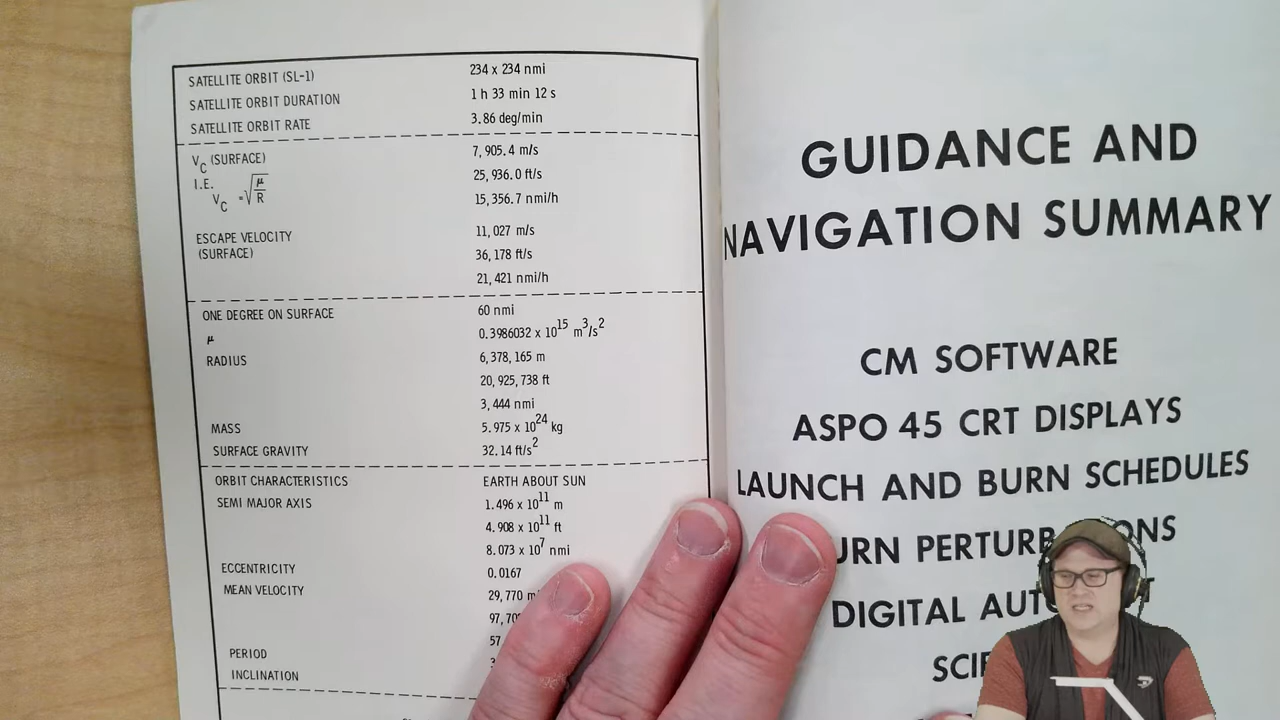 SATELLITE ORBIT (SL-1) 234 x 234 nmi
SATELLITE ORBIT DURATION 1 h 33 min 12 s
SATELLITE ORBIT RATE 3.86 deg/min
V_C (SURFACE) 7,905.4 m/s
I.E. 25,936.0 ft/s
V_C = √μ/R 15,356.7 nmi/h
ESCAPE VELOCITY 11,027 m/s
(SURFACE) 36,178 ft/s
21,421 nmi/h
ONE DEGREE ON SURFACE 60 nmi
μ 0.3986032 x 10^15 m^3/s^2
RADIUS 6,378,165 m
20,925,738 ft
3,444 nmi
MASS 5.975 x 10^24 kg
SURFACE GRAVITY 32.14 ft/s^2
ORBIT CHARACTERISTICS EARTH ABOUT SUN
SEMI MAJOR AXIS 1.496 x 10^11 m
4.908 x 10^11 ft
8.073 x 10^7 nmi
ECCENTRICITY 0.0167
MEAN VELOCITY 29,770
PERIOD
INCLINATION
GUIDANCE AND
NAVIGATION SUMMARY
CM SOFTWARE
ASPO 45 CRT DISPLAYS
LAUNCH AND BURN SCHEDULES
DIGITAL